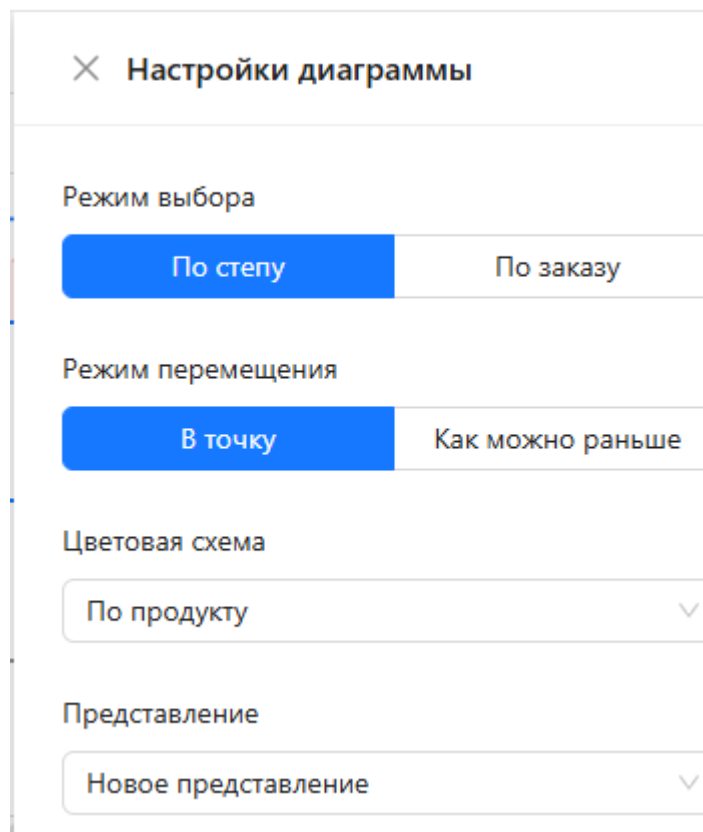 Настройки диаграммы
Режим выбора
По степу По заказу
Режим перемещения
В точку Как можно раньше
Цветовая схема
По продукту
Представление
Новое представление